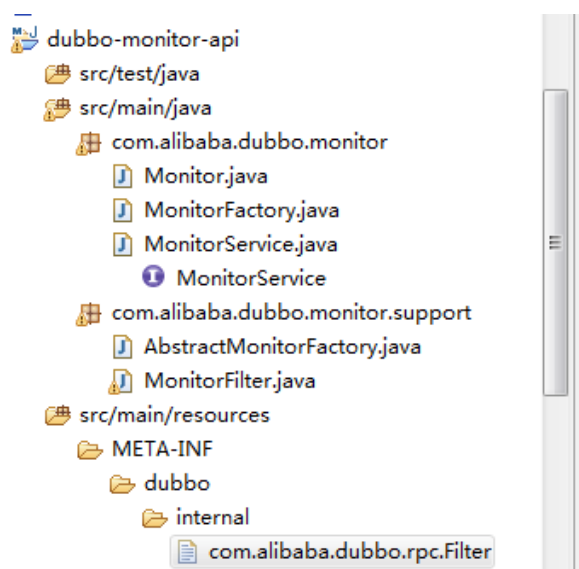 dubbo-monitor-api
src/test/java
src/main/java
com.alibaba.dubbo.monitor
Monitor.java
MonitorFactory.java
MonitorService.java
MonitorService
com.alibaba.dubbo.monitor.support
AbstractMonitorFactory.java
MonitorFilter.java
src/main/resources
META-INF
dubbo
internal
com.alibaba.dubbo.rpc.Filter